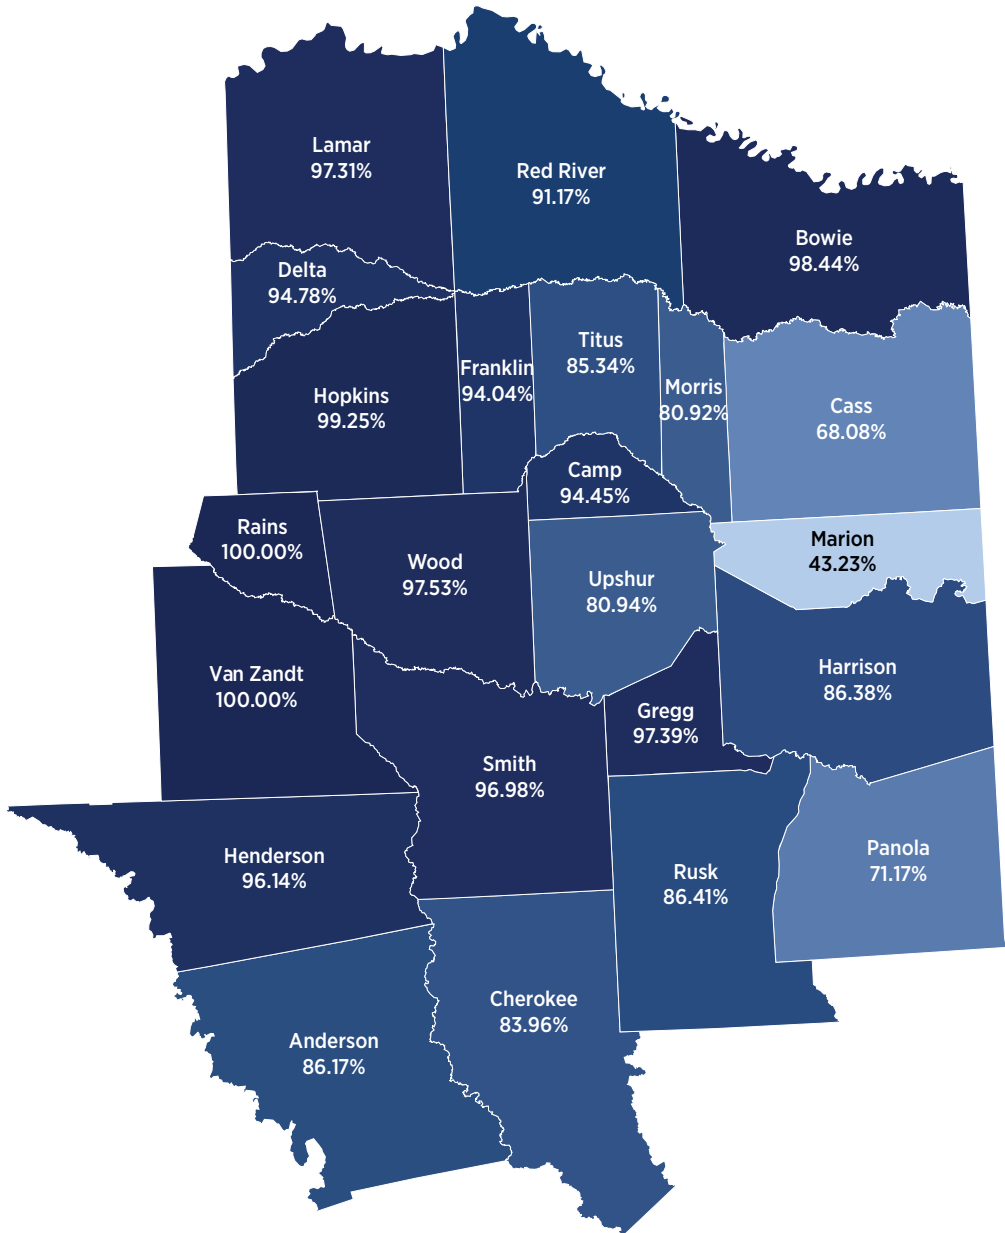 Lamar
97.31%
Red River
91.17%
Bowie
98.44%
Delta
94.78%
Hopkins
99.25%
Franklin
94.04%
Titus
85.34%
Morris
80.92%
Cass
68.08%
Camp
94.45%
Rains
100.00%
Wood
97.53%
Upshur
80.94%
Marion
43.23%
Van Zandt
100.00%
Harrison
86.38%
Gregg
97.39%
Smith
96.98%
Henderson
96.14%
Rusk
86.41%
Panola
71.17%
Cherokee
83.96%
Anderson
86.17%